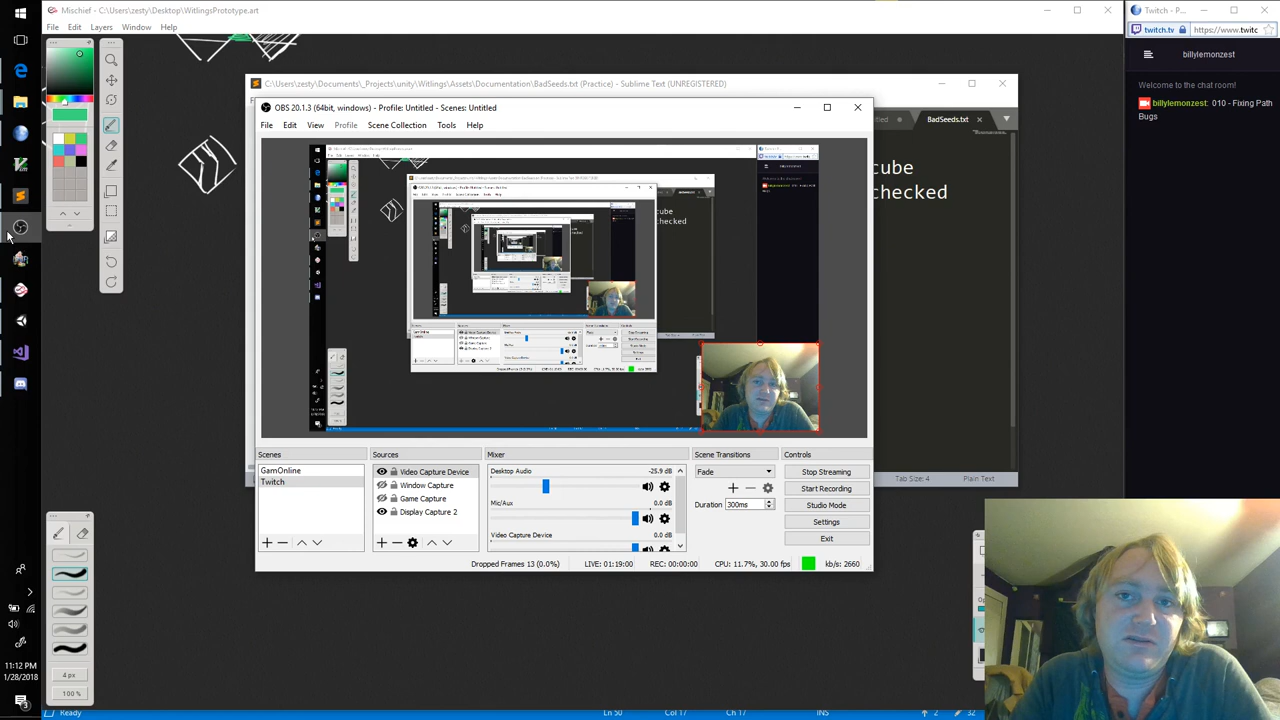 Mischief - C:\Users\zesty\Desktop\WitlingsPrototype.art
File Edit Layers Window Help
C:\Users\zesty\Documents\_Projects\unity\Witlings\Assets\Documentation\BadSeeds.txt (Practice) - Sublime Text (UNREGISTERED)
BadSeeds.txt
cube
checked
OBS 20.1.3 (64bit, windows) - Profile: Untitled - Scenes: Untitled
File Edit View Profile Scene Collection Tools Help
Scenes
GamOnline
Twitch
Sources
Video Capture Device
Window Capture
Game Capture
Display Capture 2
Mixer
Desktop Audio -25.9 dB
Mic/Aux 0.0 dB
Video Capture Device 0.0 dB
Scene Transitions
Fade
Duration 300ms
Controls
Stop Streaming
Start Recording
Studio Mode
Settings
Exit
Dropped Frames 13 (0.0%) LIVE: 01:19:00 REC: 00:00:00 CPU: 11.7%, 30.00 fps kb/s: 2660
Tab Size: 4 Plain Text
Twitch - P...
twitch.tv https://www.twitc
billylemonzest
Welcome to the chat room!
billylemonzest: 010 - Fixing Path
Bugs
4 px
100 %
11:12 PM
1/28/2018
Ready Ln 50 Col 17 Ch 17 INS 2 32